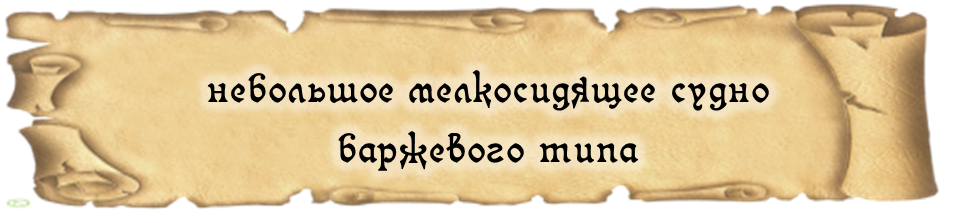 небольшое мелкосидящее судно
баржевого типа